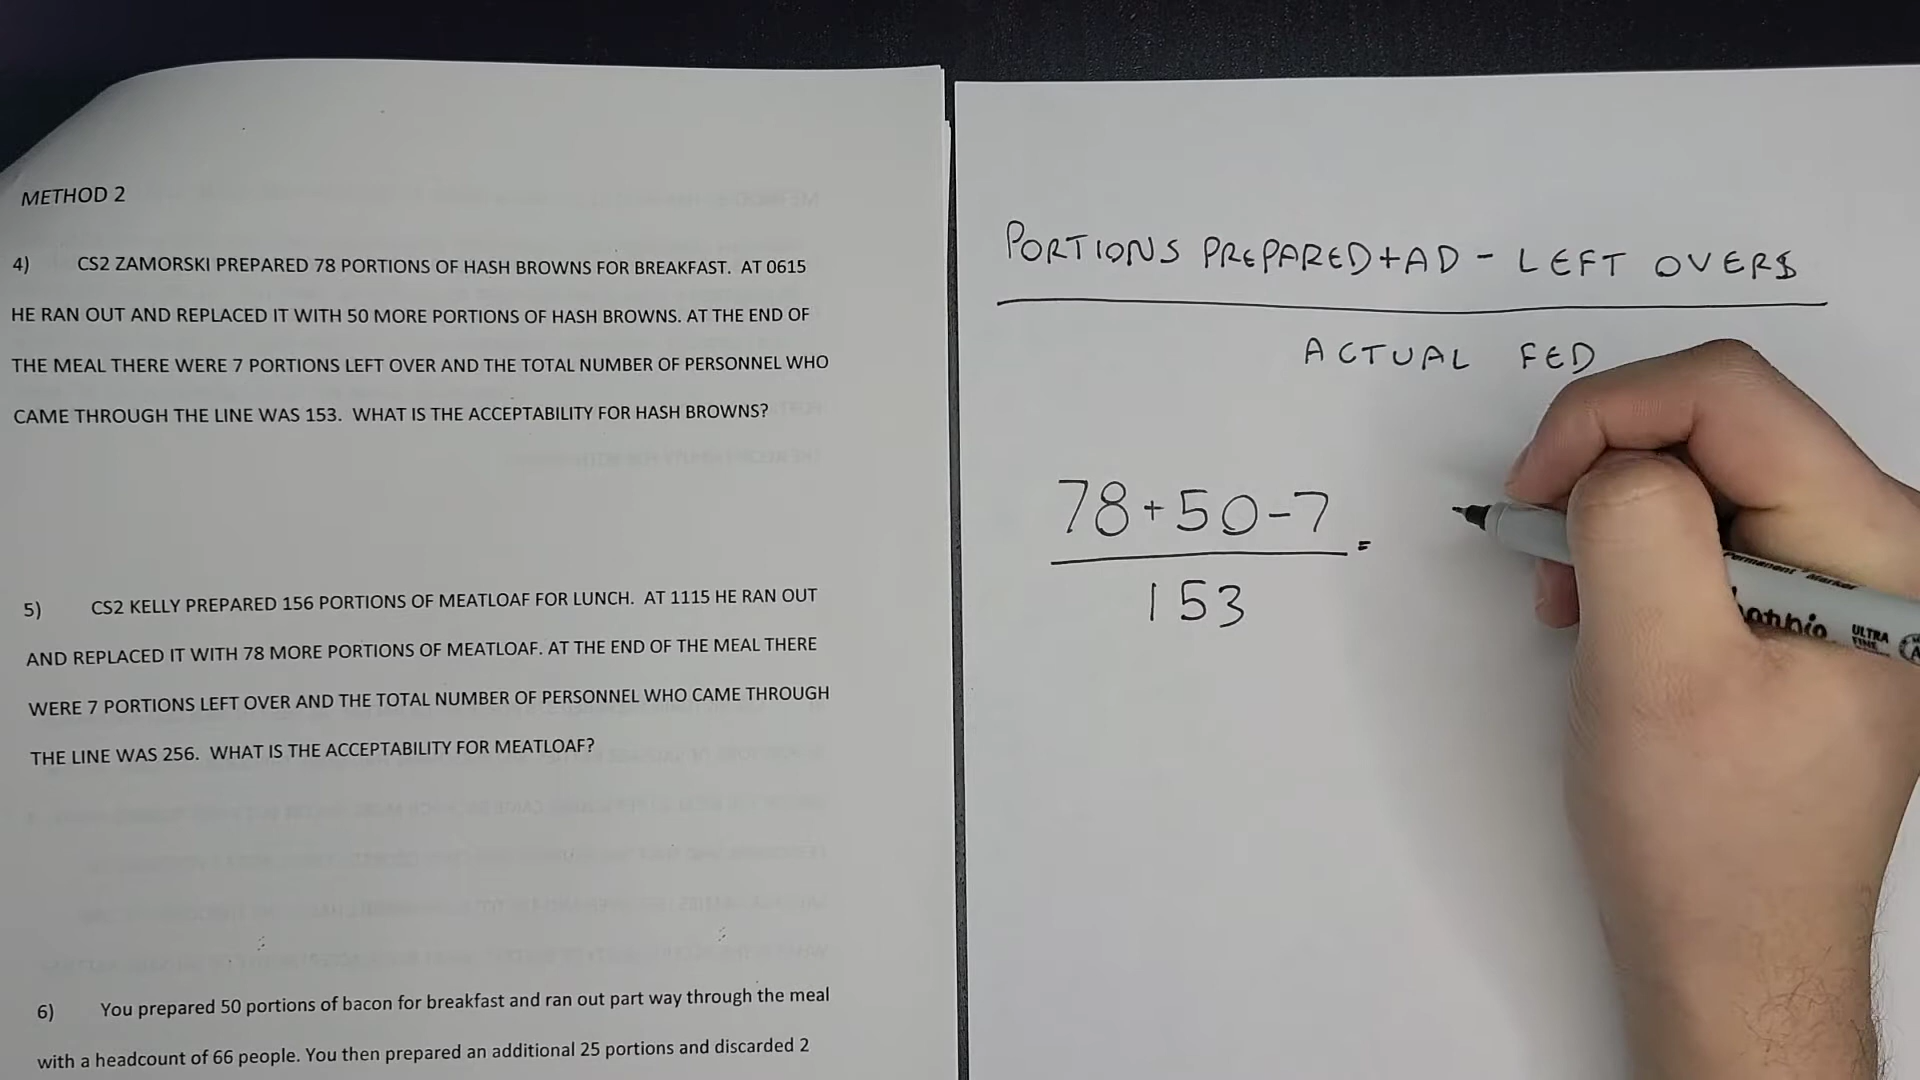 METHOD 2
4) CS2 ZAMORSKI PREPARED 78 PORTIONS OF HASH BROWNS FOR BREAKFAST. AT 0615
HE RAN OUT AND REPLACED IT WITH 50 MORE PORTIONS OF HASH BROWNS. AT THE END OF
THE MEAL THERE WERE 7 PORTIONS LEFT OVER AND THE TOTAL NUMBER OF PERSONNEL WHO
CAME THROUGH THE LINE WAS 153. WHAT IS THE ACCEPTABILITY FOR HASH BROWNS?
5) CS2 KELLY PREPARED 156 PORTIONS OF MEATLOAF FOR LUNCH. AT 1115 HE RAN OUT
AND REPLACED IT WITH 78 MORE PORTIONS OF MEATLOAF. AT THE END OF THE MEAL THERE
WERE 7 PORTIONS LEFT OVER AND THE TOTAL NUMBER OF PERSONNEL WHO CAME THROUGH
THE LINE WAS 256. WHAT IS THE ACCEPTABILITY FOR MEATLOAF?
6) You prepared 50 portions of bacon for breakfast and ran out part way through the meal
with a headcount of 66 people. You then prepared an additional 25 portions and discarded 2
PORTIONS PREPARED+AD - LEFT OVERS
ACTUAL FED
78+50-7
=
153
Permanent Marker
ULTRA
FINE